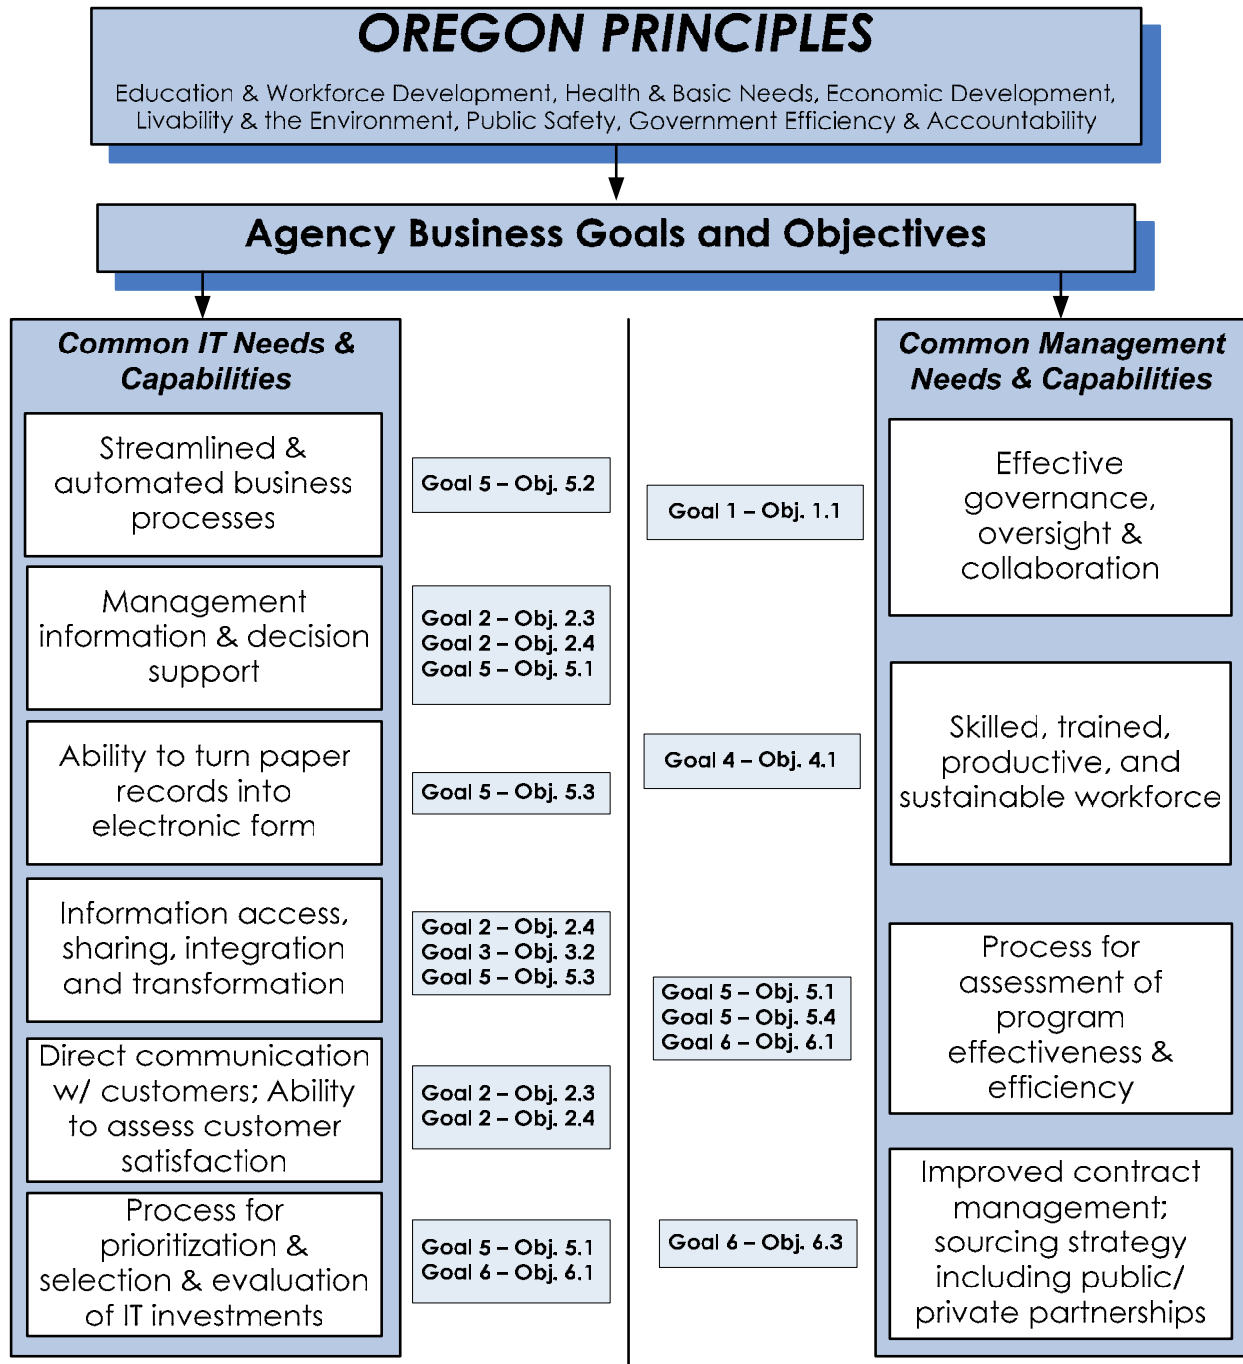 OREGON PRINCIPLES
Education & Workforce Development, Health & Basic Needs, Economic Development,
Livability & the Environment, Public Safety, Government Efficiency & Accountability
Agency Business Goals and Objectives
Common IT Needs &
Capabilities
Streamlined &
automated business
processes
Management
information & decision
support
Ability to turn paper
records into
electronic form
Information access,
sharing, integration
and transformation
Direct communication
w/ customers; Ability
to assess customer
satisfaction
Process for
prioritization &
selection & evaluation
of IT investments
Goal 5 – Obj. 5.2
Goal 2 – Obj. 2.3
Goal 2 – Obj. 2.4
Goal 5 – Obj. 5.1
Goal 5 – Obj. 5.3
Goal 2 – Obj. 2.4
Goal 3 – Obj. 3.2
Goal 5 – Obj. 5.3
Goal 2 – Obj. 2.3
Goal 2 – Obj. 2.4
Goal 5 – Obj. 5.1
Goal 6 – Obj. 6.1
Goal 1 – Obj. 1.1
Goal 4 – Obj. 4.1
Goal 5 – Obj. 5.1
Goal 5 – Obj. 5.4
Goal 6 – Obj. 6.1
Goal 6 – Obj. 6.3
Common Management
Needs & Capabilities
Effective
governance,
oversight &
collaboration
Skilled, trained,
productive, and
sustainable workforce
Process for
assessment of
program
effectiveness &
efficiency
Improved contract
management;
sourcing strategy
including public/
private partnerships